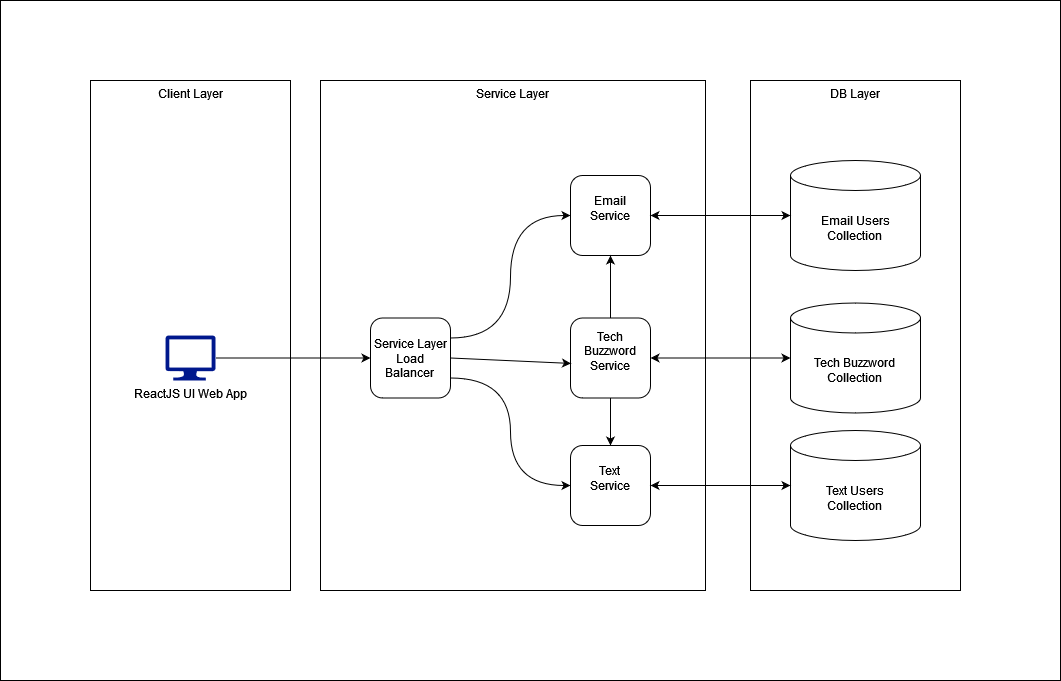 Client Layer
Service Layer
DB Layer
Email
Service
Email Users
Collection
Service Layer
Load
Balancer
Tech
Buzzword
Service
Tech Buzzword
Collection
ReactJS UI Web App
Text
Service
Text Users
Collection